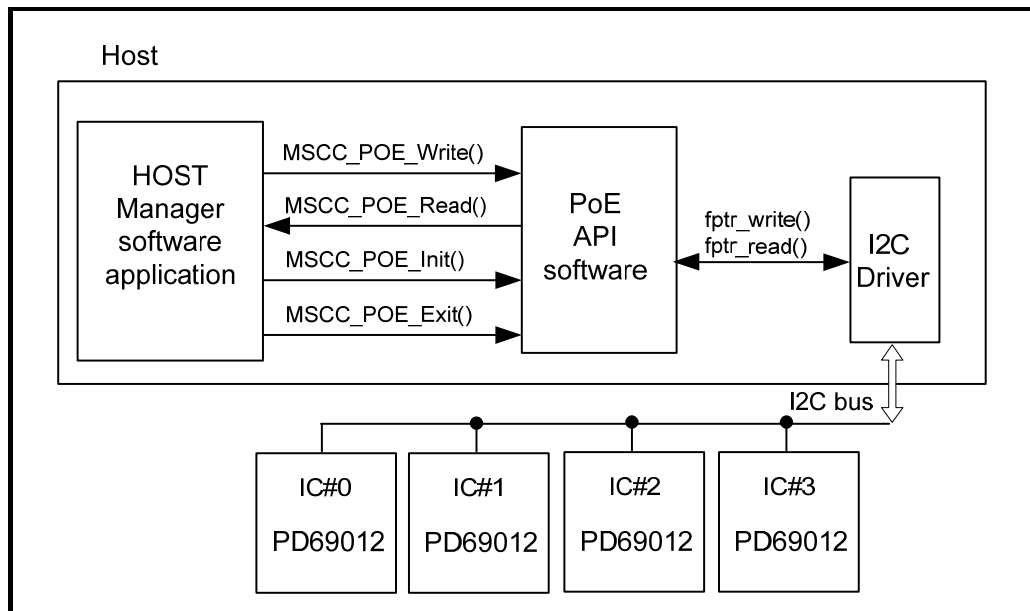 Host
HOST
Manager
software
application
MSCC_POE_Write()
MSCC_POE_Read()
MSCC_POE_Init()
MSCC_POE_Exit()
PoE
API
software
fptr_write()
fptr_read()
I2C
Driver
I2C bus
IC#0
PD69012
IC#1
PD69012
IC#2
PD69012
IC#3
PD69012